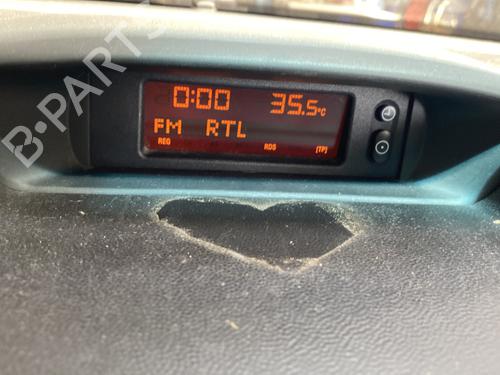 B-PARTS
0:00 35.5°C
FM RTL
REG RDS [TP]